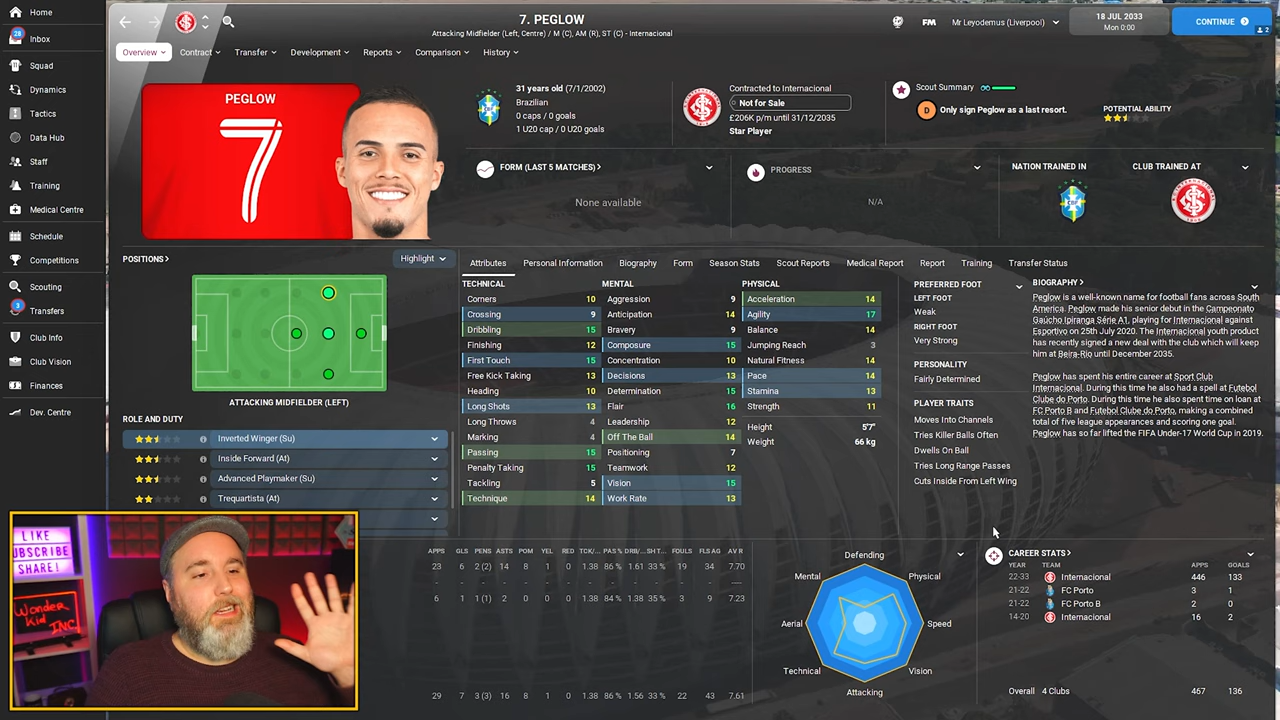 Home
Inbox
28
Squad
Dynamics
Tactics
Data Hub
Staff
Training
Medical Centre
Schedule
Competitions
Scouting
3
Transfers
Club Info
Club Vision
Finances
Dev. Centre
7. PEGLOW
Attacking Midfielder (Left, Centre) / M (C), AM (R), ST (C) - Internacional
FM
Mr Leyodemus (Liverpool)
18 JUL 2033
Mon 0:00
CONTINUE
2
Overview
Contract
Transfer
Development
Reports
Comparison
History
PEGLOW
7
31 years old (7/1/2002)
Brazilian
0 caps / 0 goals
1 U20 cap / 0 U20 goals
Contracted to Internacional
Not for Sale
£206K p/m until 31/12/2035
Star Player
Scout Summary
D
Only sign Peglow as a last resort.
POTENTIAL ABILITY
FORM (LAST 5 MATCHES)
None available
PROGRESS
N/A
NATION TRAINED IN
CBF
CLUB TRAINED AT
POSITIONS
Highlight
ATTACKING MIDFIELDER (LEFT)
ROLE AND DUTY
Inverted Winger (Su)
Inside Forward (At)
Advanced Playmaker (Su)
Trequartista (At)
Attributes
Personal Information
Biography
Form
Season Stats
Scout Reports
Medical Report
Report
Training
Transfer Status
TECHNICAL
Corners 10
Crossing 9
Dribbling 15
Finishing 12
First Touch 15
Free Kick Taking 13
Heading 10
Long Shots 13
Long Throws 4
Marking 4
Passing 15
Penalty Taking 15
Tackling 5
Technique 14
MENTAL
Aggression 9
Anticipation 14
Bravery 9
Composure 15
Concentration 10
Decisions 13
Determination 15
Flair 16
Leadership 12
Off The Ball 14
Positioning 7
Teamwork 12
Vision 15
Work Rate 13
PHYSICAL
Acceleration 14
Agility 17
Balance 14
Jumping Reach 3
Natural Fitness 14
Pace 14
Stamina 13
Strength 11
Height 5'7"
Weight 66 kg
PREFERRED FOOT
LEFT FOOT
Weak
RIGHT FOOT
Very Strong
PERSONALITY
Fairly Determined
PLAYER TRAITS
Moves Into Channels
Tries Killer Balls Often
Dwells On Ball
Tries Long Range Passes
Cuts Inside From Left Wing
BIOGRAPHY
Peglow is a well-known name for football fans across South
America. Peglow made his senior debut in the Campeonato
Gaúcho Ipiranga Série A1, playing for Internacional against
Esportivo on 25th July 2020. The Internacional youth product
has recently signed a new deal with the club which will keep
him at Beira-Rio until December 2035.
Peglow has spent his entire career at Sport Club
Internacional. During this time he also had a spell at Futebol
Clube do Porto. During this time he also spent time on loan at
FC Porto B and Futebol Clube do Porto, making a combined
total of five league appearances and scoring one goal.
Peglow has so far lifted the FIFA Under-17 World Cup in 2019.
LIKE
UBSCRIBE
SHARE!
Wonder
Kid
INC.
APPS GLS PENS ASTS POM YEL RED TCK/... PAS % DRB/... SH T... FOULS FLS AG AV R
23 6 2 (2) 14 8 1 0 1.38 86 % 1.61 33 % 19 34 7.70
- - - - - - - - - - - - - ----
6 1 1 (1) 2 0 0 0 1.38 84 % 1.38 35 % 3 9 7.23
29 7 3 (3) 16 8 1 0 1.38 86 % 1.56 33 % 22 43 7.61
Defending
Mental
Physical
Aerial
Speed
Technical
Vision
Attacking
CAREER STATS
YEAR TEAM APPS GOALS
22-33 Internacional 446 133
21-22 FC Porto 3 1
21-22 FC Porto B 2 0
14-20 Internacional 16 2
Overall 4 Clubs 467 136